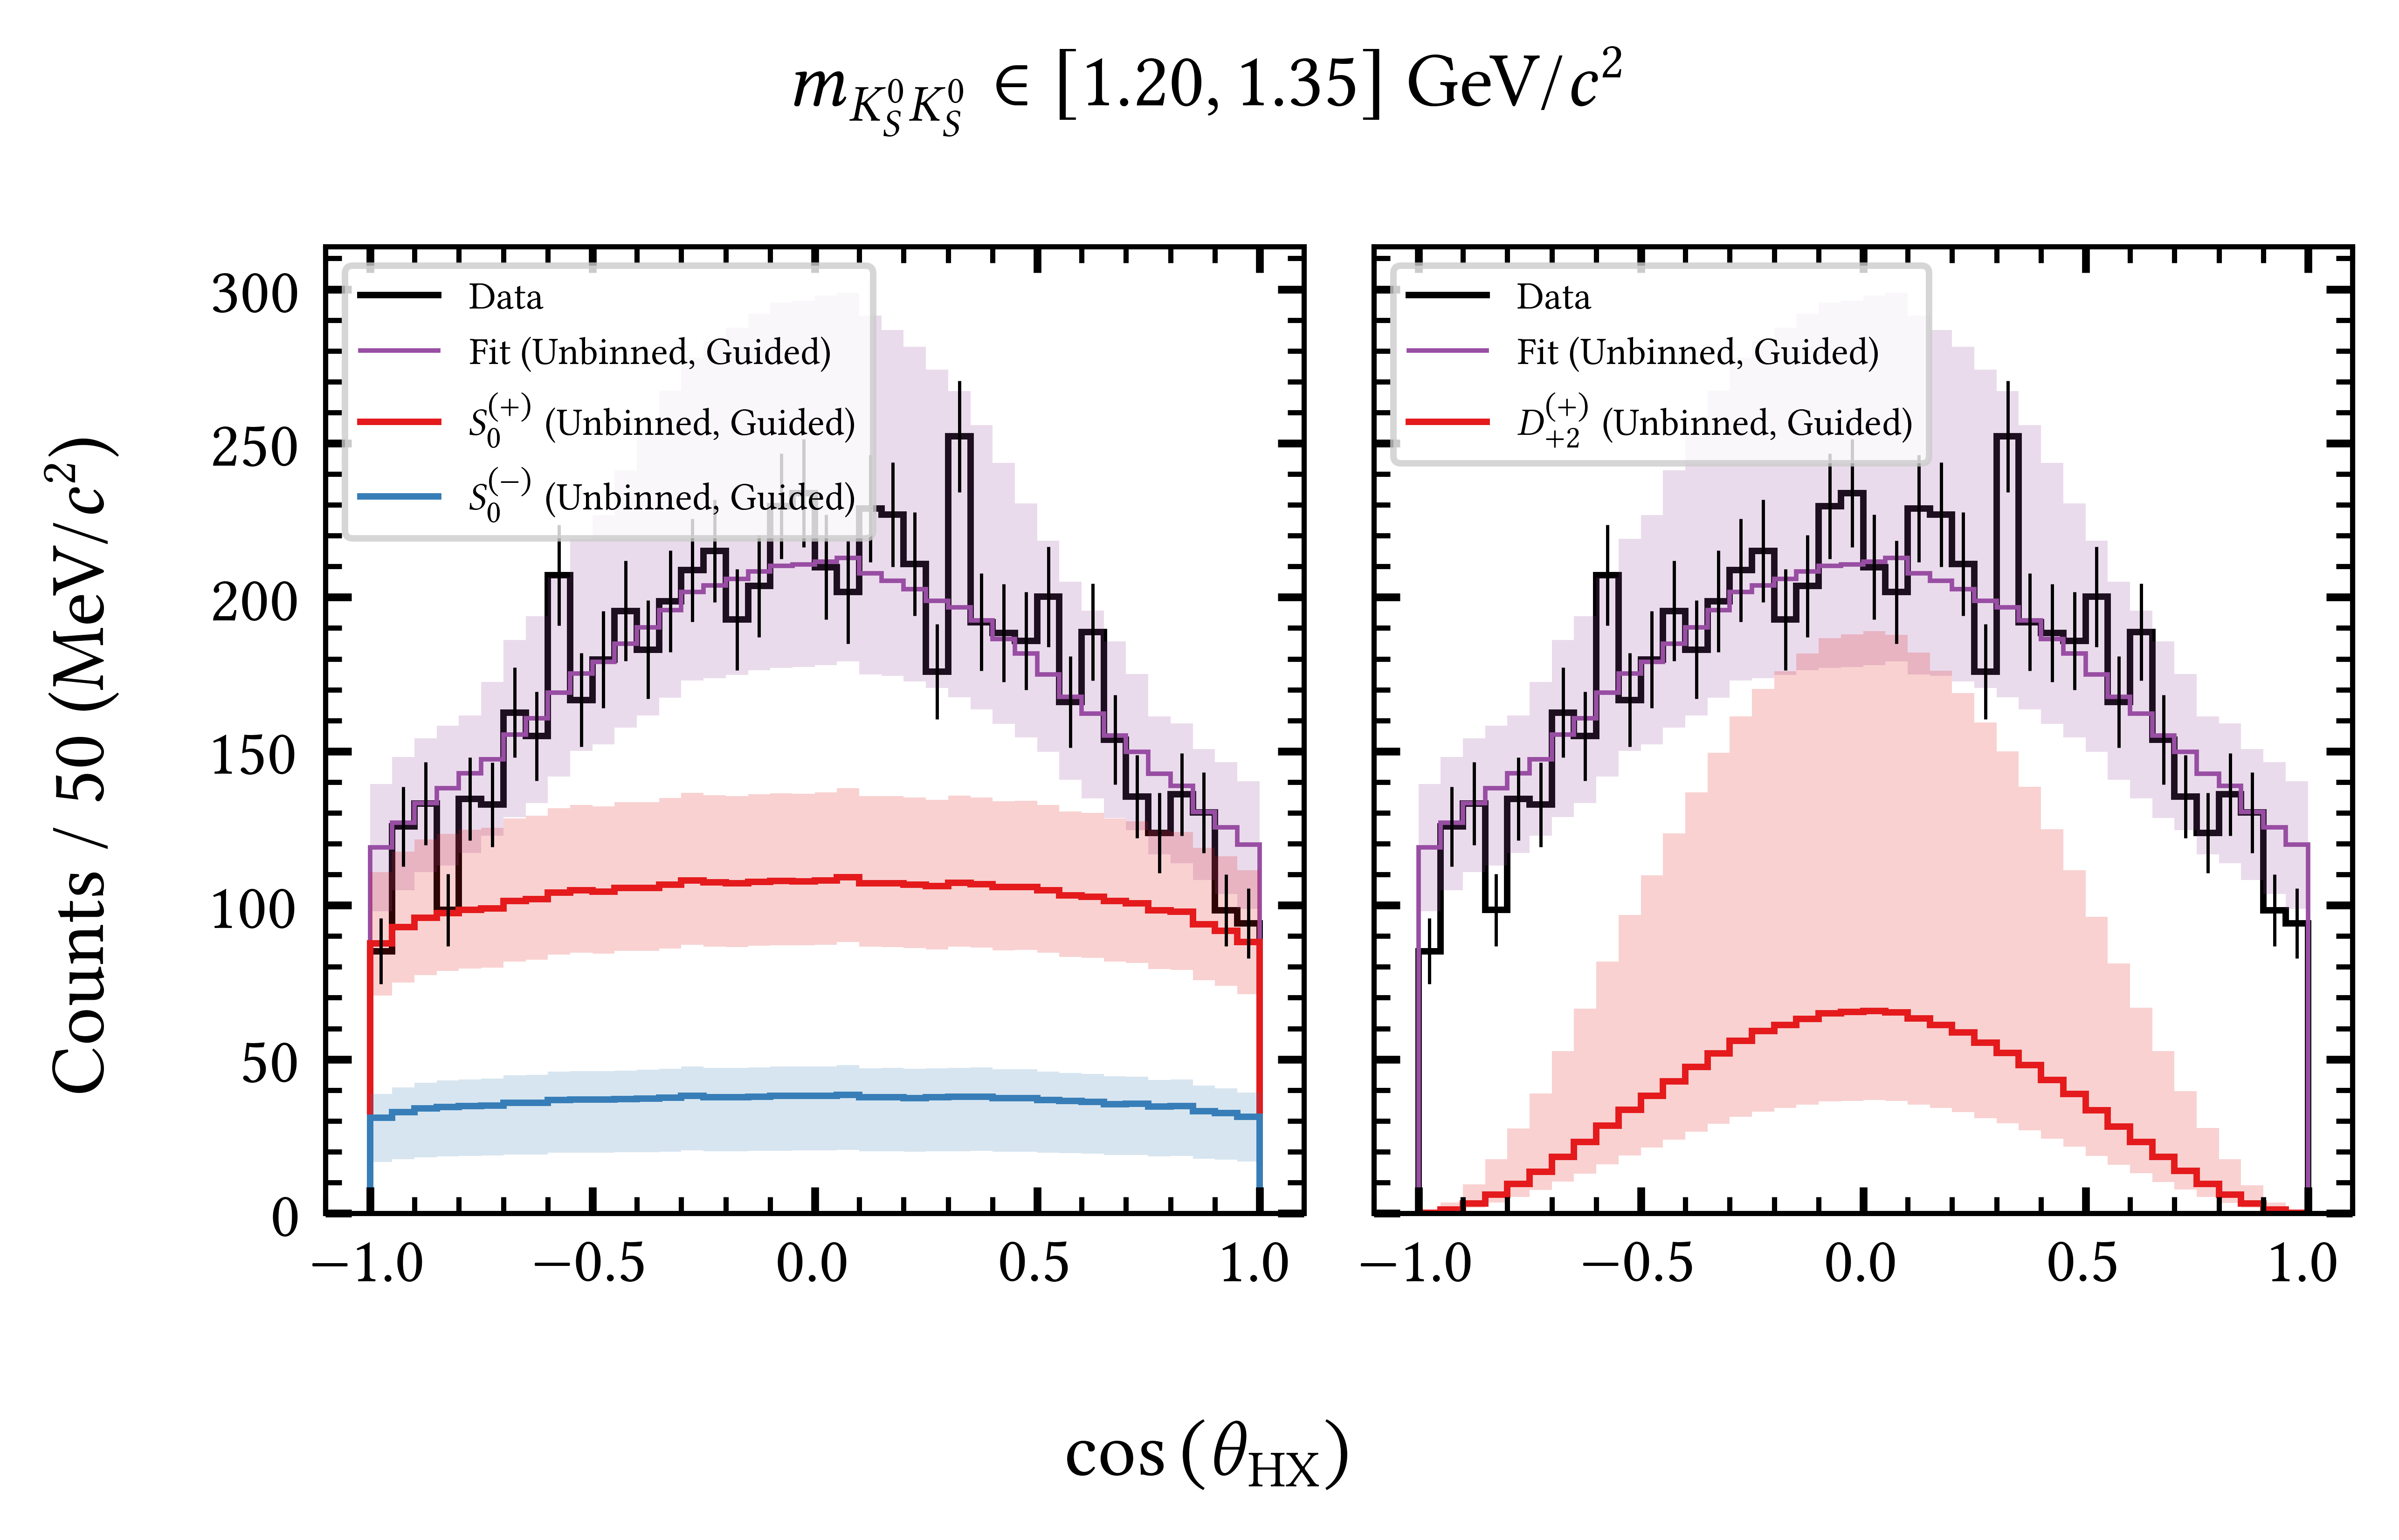 m_{K_S^0 K_S^0} ∈ [1.20, 1.35] GeV/c²
Counts / 50 (MeV/c²)
300
250
200
150
100
50
0
Data
Fit (Unbinned, Guided)
S_0^{(+)} (Unbinned, Guided)
S_0^{(−)} (Unbinned, Guided)
−1.0 −0.5 0.0 0.5 1.0
Data
Fit (Unbinned, Guided)
D_{+2}^{(+)} (Unbinned, Guided)
−1.0 −0.5 0.0 0.5 1.0
cos (θ_{HX})